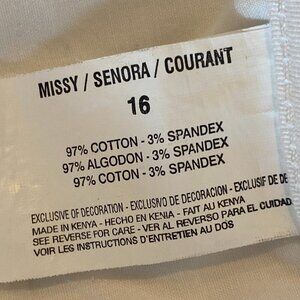 MISSY / SENORA / COURANT
16
97% COTTON - 3% SPANDEX
97% ALGODON - 3% SPANDEX
97% COTON - 3% SPANDEX
EXCLUSIVE OF DECORATION - EXCLUSIVO DE DECORACION - EXCLUSIF DE DE
MADE IN KENYA - HECHO EN KENIA - FAIT AU KENYA
SEE REVERSE FOR CARE - VER AL REVERSO PARA EL CUIDAD
VOIR LES INSTRUCTIONS D'ENTRETIEN AU DOS